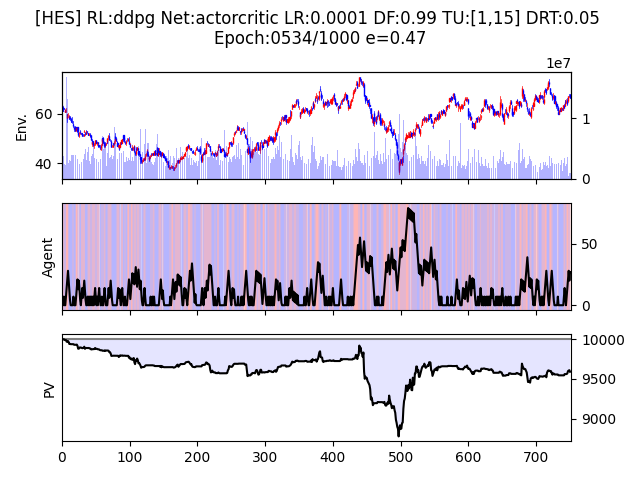 [HES] RL:ddpg Net:actorcritic LR:0.0001 DF:0.99 TU:[1,15] DRT:0.05
Epoch:0534/1000 e=0.47
1e7
60
40
Env.
1
0
Agent
50
0
PV
10000
9500
9000
0 100 200 300 400 500 600 700